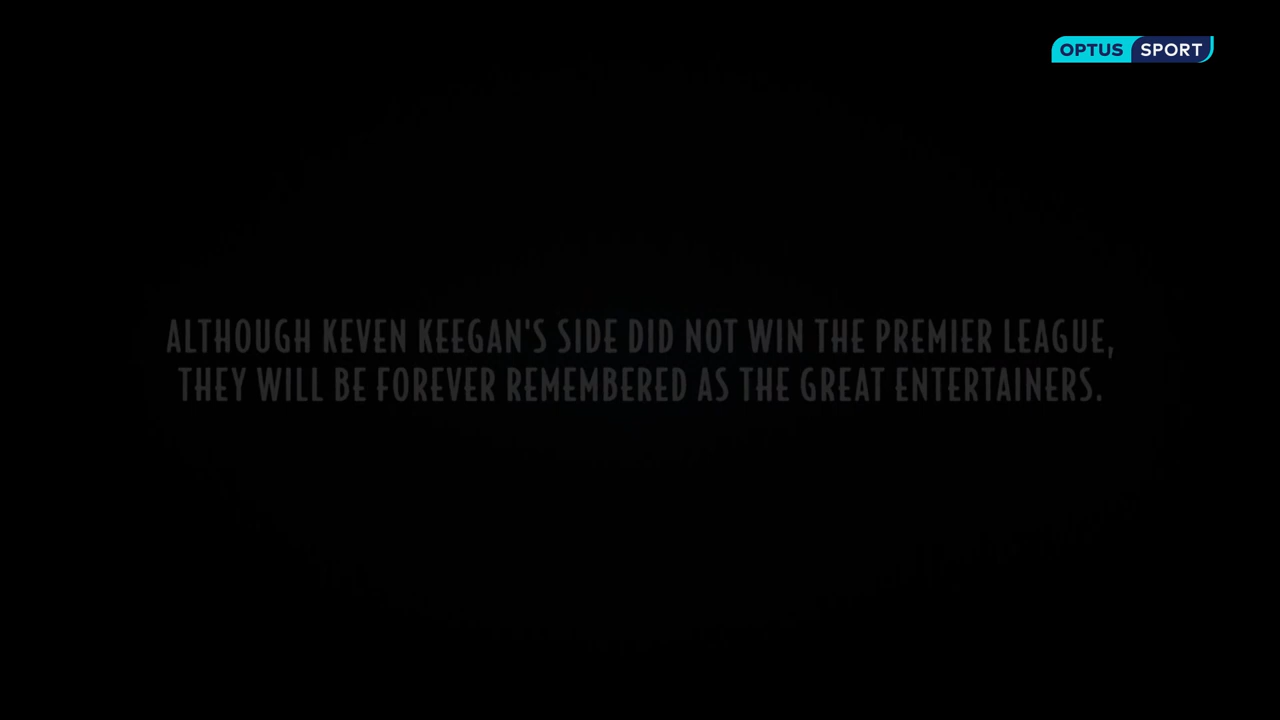 OPTUS SPORT
ALTHOUGH KEVEN KEEGAN'S SIDE DID NOT WIN THE PREMIER LEAGUE,
THEY WILL BE FOREVER REMEMBERED AS THE GREAT ENTERTAINERS.